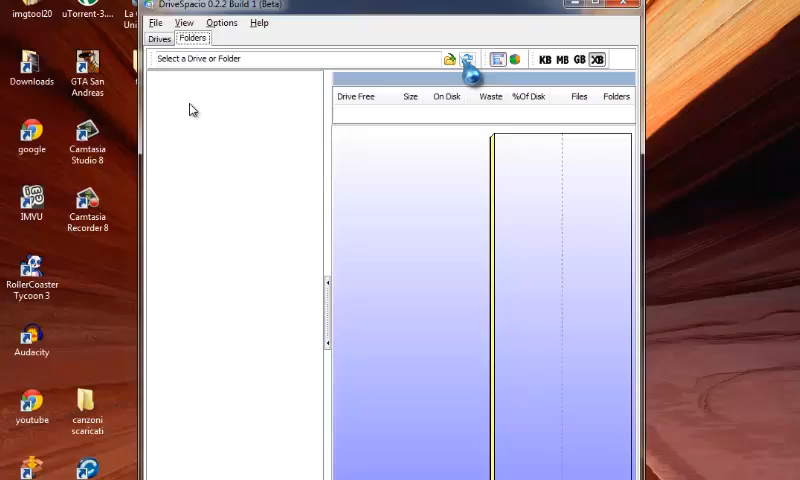 imgtool20
uTorrent-3....
La G
Uni
DriveSpacio 0.2.2 Build 1 (Beta)
File View Options Help
Drives Folders
Select a Drive or Folder
KB MB GB XB
Drive Free Size On Disk Waste %Of Disk Files Folders
Downloads
GTA San
Andreas
google
Camtasia
Studio 8
IMVU
Camtasia
Recorder 8
RollerCoaster
Tycoon 3
Audacity
youtube
canzoni
scaricati